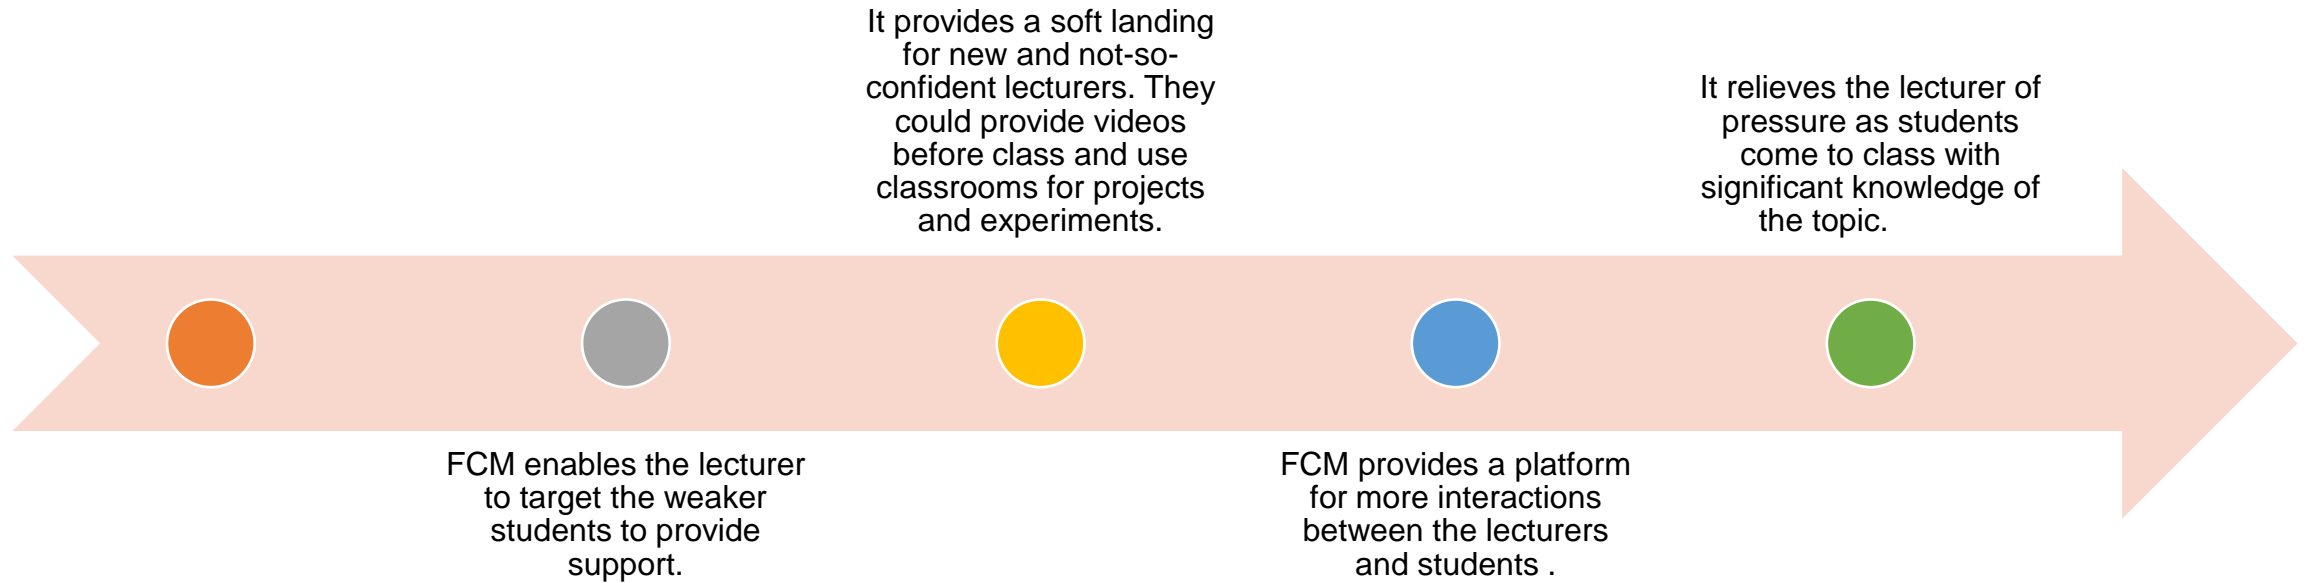 FCM enables the lecturer
to target the weaker
students to provide
support.
It provides a soft landing
for new and not-so-
confident lecturers. They
could provide videos
before class and use
classrooms for projects
and experiments.
FCM provides a platform
for more interactions
between the lecturers
and students .
It relieves the lecturer of
pressure as students
come to class with
significant knowledge of
the topic.